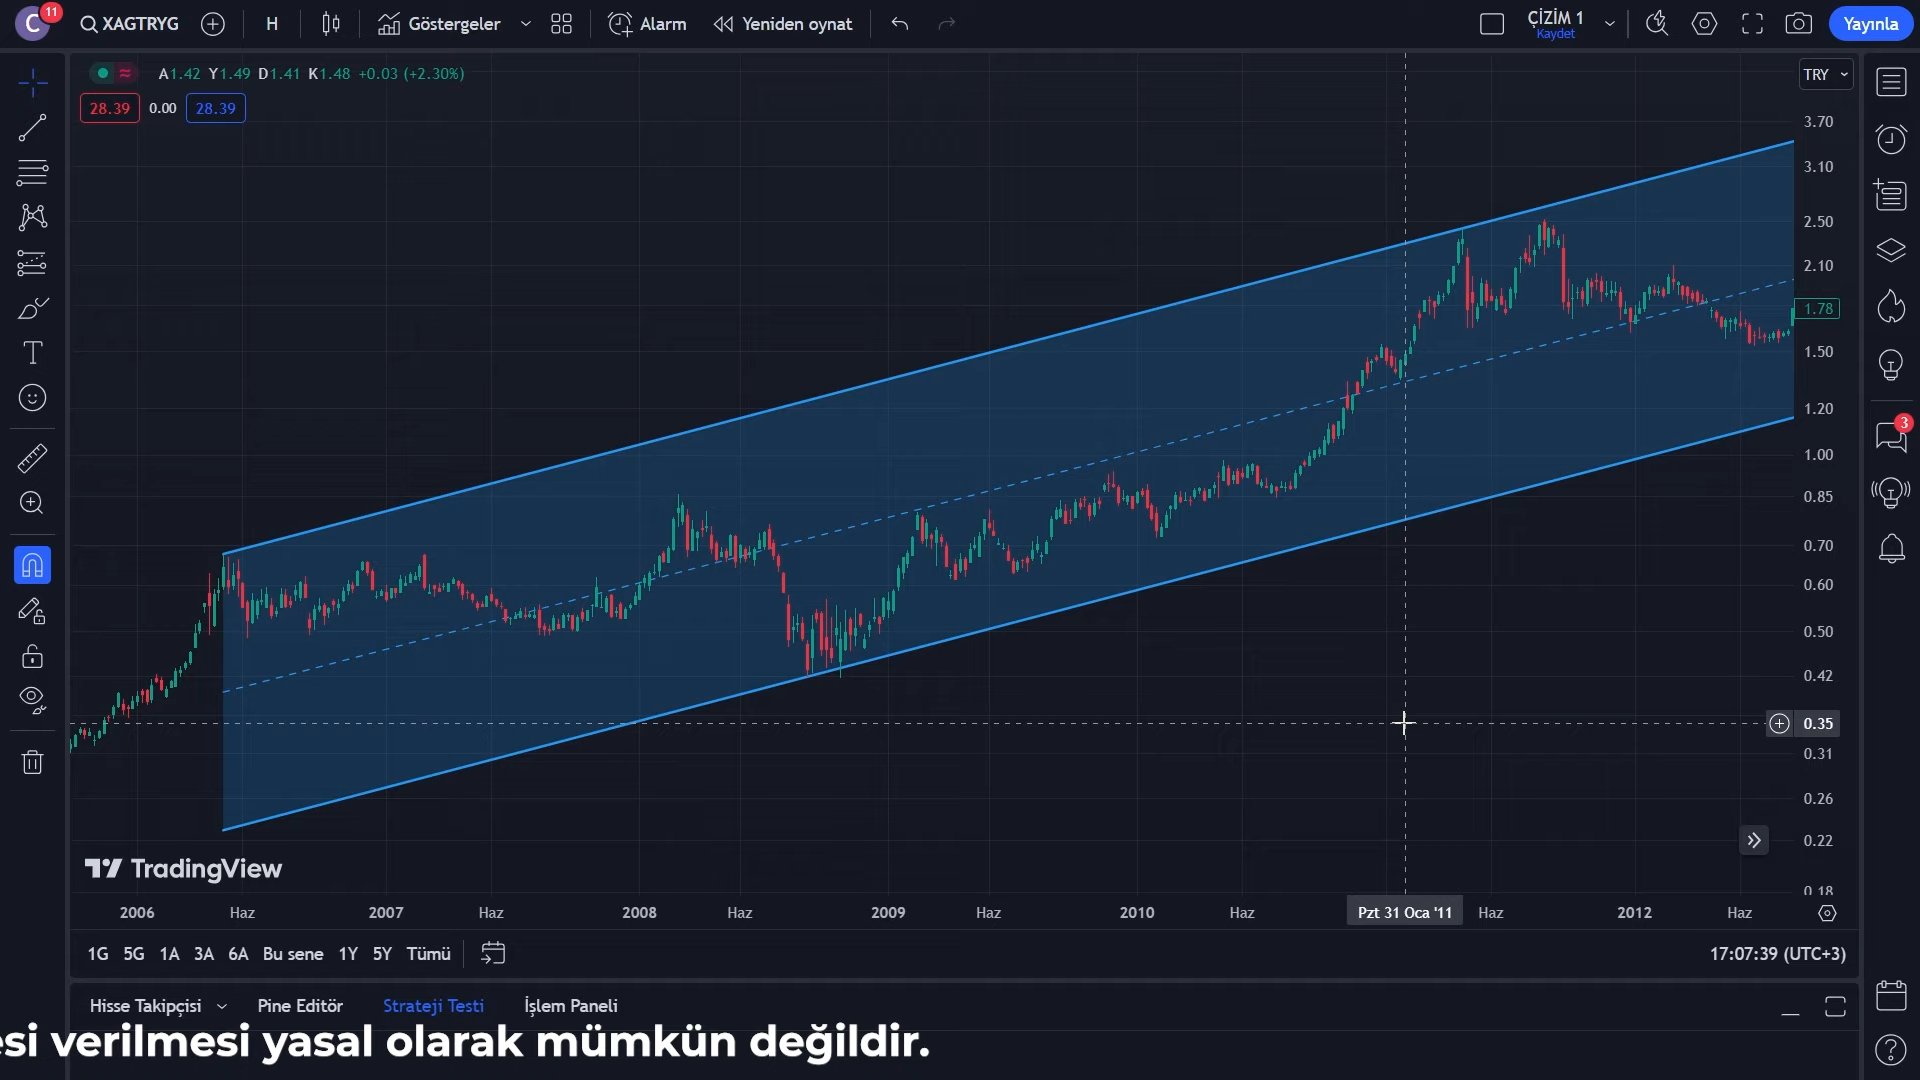 C 11 XAGTRYG H Göstergeler Alarm Yeniden oynat ÇİZİM 1 Kaydet Yayınla
A1.42 Y1.49 D1.41 K1.48 +0.03 (+2.30%) TRY
28.39 0.00 28.39
3.70
3.10
2.50
2.10
1.78
1.50
1.20
1.00
0.85
0.70
0.60
0.50
0.42
0.35
0.31
0.26
0.22
0.18
3
TradingView
2006 Haz 2007 Haz 2008 Haz 2009 Haz 2010 Haz Pzt 31 Oca '11 Haz 2012 Haz
1G 5G 1A 3A 6A Bu sene 1Y 5Y Tümü 17:07:39 (UTC+3)
Hisse Takipçisi Pine Editör Strateji Testi İşlem Paneli
esi verilmesi yasal olarak mümkün değildir.